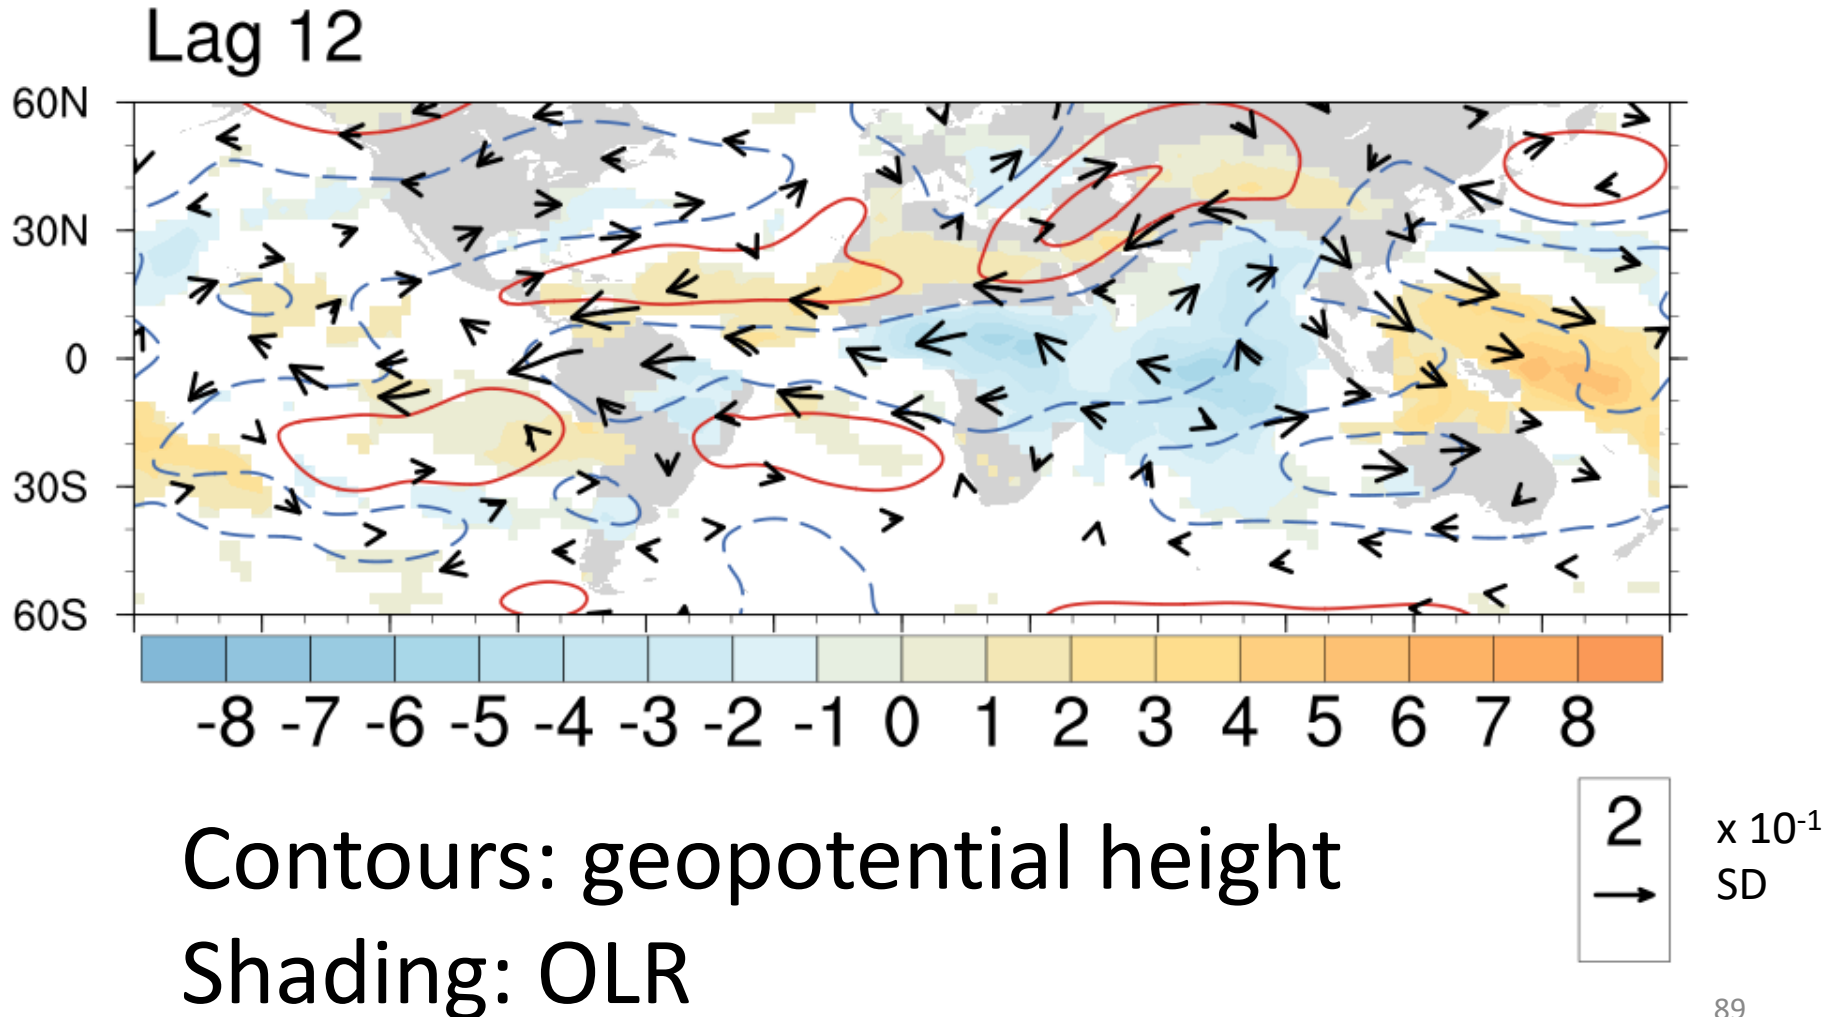 Lag 12
60N
30N
0
30S
60S
-8 -7 -6 -5 -4 -3 -2 -1 0 1 2 3 4 5 6 7 8
Contours: geopotential height
Shading: OLR
2
x 10-1
SD
89